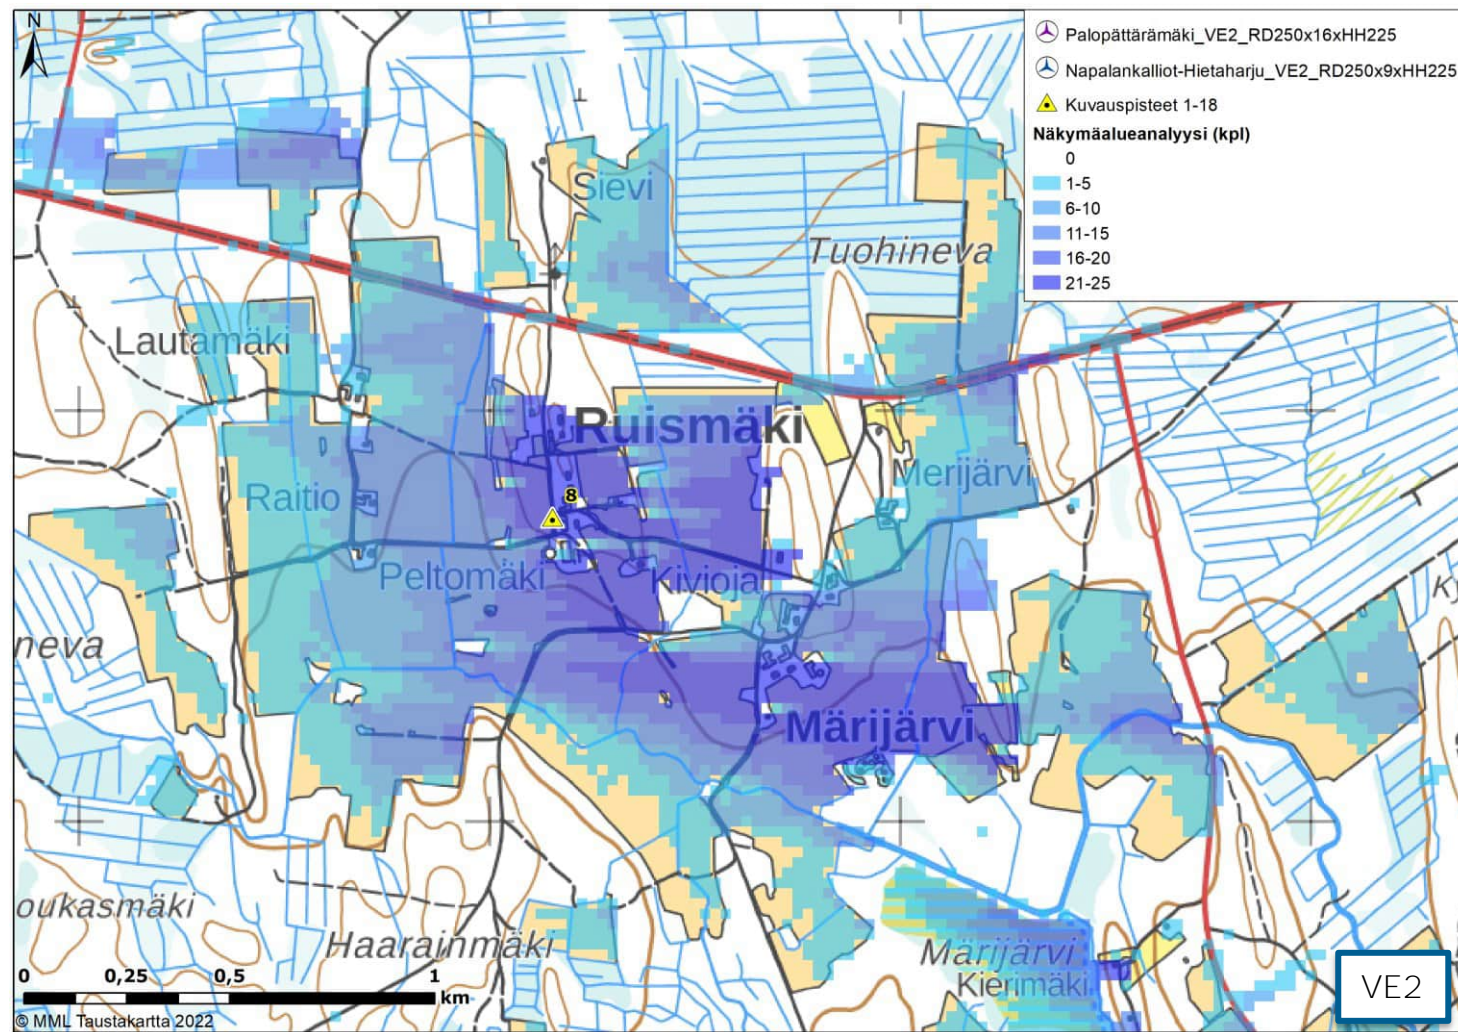 N
Palopättärämäki_VE2_RD250x16xHH225
Napalankalliot-Hietaharju_VE2_RD250x9xHH225
Kuvauspisteet 1-18
Näkymäalueanalyysi (kpl)
0
1-5
6-10
11-15
16-20
21-25
Sievi
Tuohineva
Lautamäki
Ruismäki
Merijärvi
Raitio
8
Peltomäki
Kivioja
neva
Märijärvi
oukasmäki
Haarainmäki
Märijärvi
Kierimäki
0 0,25 0,5 1
km
VE2
© MML Taustakartta 2022